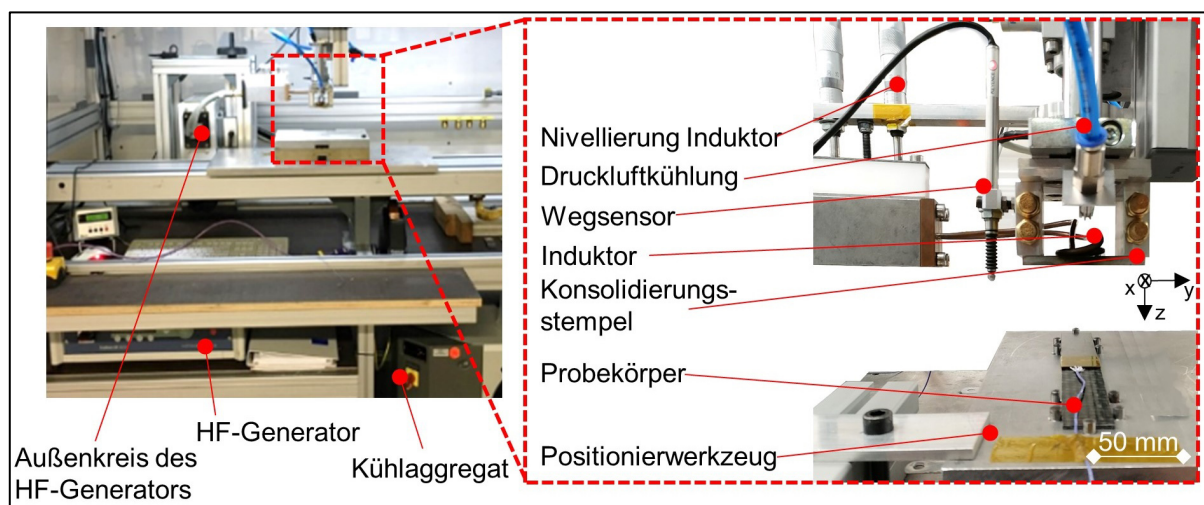 Außenkreis des
HF-Generators
HF-Generator
Kühlaggregat
Nivellierung Induktor
Druckluftkühlung
Wegsensor
Induktor
Konsolidierungs-
stempel
Probekörper
Positionierwerkzeug
x
y
z
50 mm